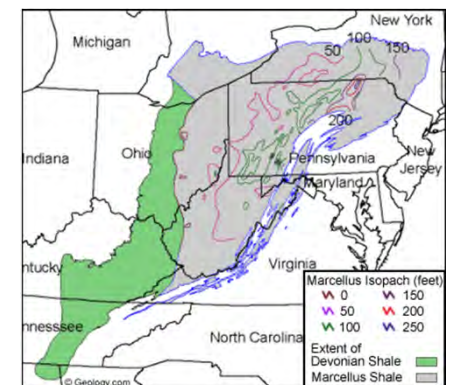 New York
Michigan
50
100
150
200
Indiana
Ohio
Pennsylvania
New
Jersey
Maryland
ntucky
Virginia
nnesssee
North Carolina
Marcellus Isopach (feet)
0
150
50
200
100
250
Extent of
Devonian Shale
Marcellus Shale
© Geology.com